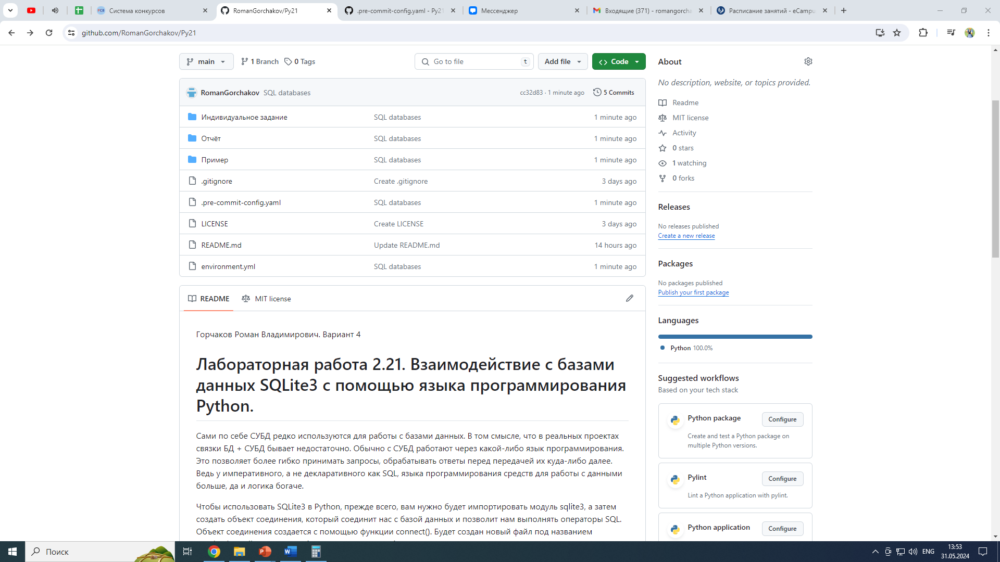 Система конкурсов
RomanGorchakov/Py21
.pre-commit-config.yaml - Py21
Мессенджер
Входящие (371) - romangorcha
Расписание занятий - eCampu
github.com/RomanGorchakov/Py21
main
1 Branch
0 Tags
Go to file
t
Add file
Code
RomanGorchakov SQL databases
cc32d83 · 1 minute ago
5 Commits
Индивидуальное задание SQL databases 1 minute ago
Отчёт SQL databases 1 minute ago
Пример SQL databases 1 minute ago
.gitignore Create .gitignore 3 days ago
.pre-commit-config.yaml SQL databases 1 minute ago
LICENSE Create LICENSE 3 days ago
README.md Update README.md 14 hours ago
environment.yml SQL databases 1 minute ago
README
MIT license
Горчаков Роман Владимирович. Вариант 4
Лабораторная работа 2.21. Взаимодействие с базами
данных SQLite3 с помощью языка программирования
Python.
Сами по себе СУБД редко используются для работы с базами данных. В том смысле, что в реальных проектах
связки БД + СУБД бывает недостаточно. Обычно с СУБД работают через какой-либо язык программирования.
Это позволяет более гибко принимать запросы, обрабатывать ответы перед передачей их куда-либо далее.
Ведь у императивного, а не декларативного как SQL, языка программирования средств для работы с данными
больше, да и логика богаче.
Чтобы использовать SQLite3 в Python, прежде всего, вам нужно будет импортировать модуль sqlite3, а затем
создать объект соединения, который соединит нас с базой данных и позволит нам выполнять операторы SQL.
Объект соединения создается с помощью функции connect(). Будет создан новый файл под названием
About
No description, website, or topics provided.
Readme
MIT license
Activity
0 stars
1 watching
0 forks
Releases
No releases published
Create a new release
Packages
No packages published
Publish your first package
Languages
Python 100.0%
Suggested workflows
Based on your tech stack
Python package
Configure
Create and test a Python package on
multiple Python versions.
Pylint
Configure
Lint a Python application with pylint.
Python application
Configure
Поиск
ENG
13:53
31.05.2024